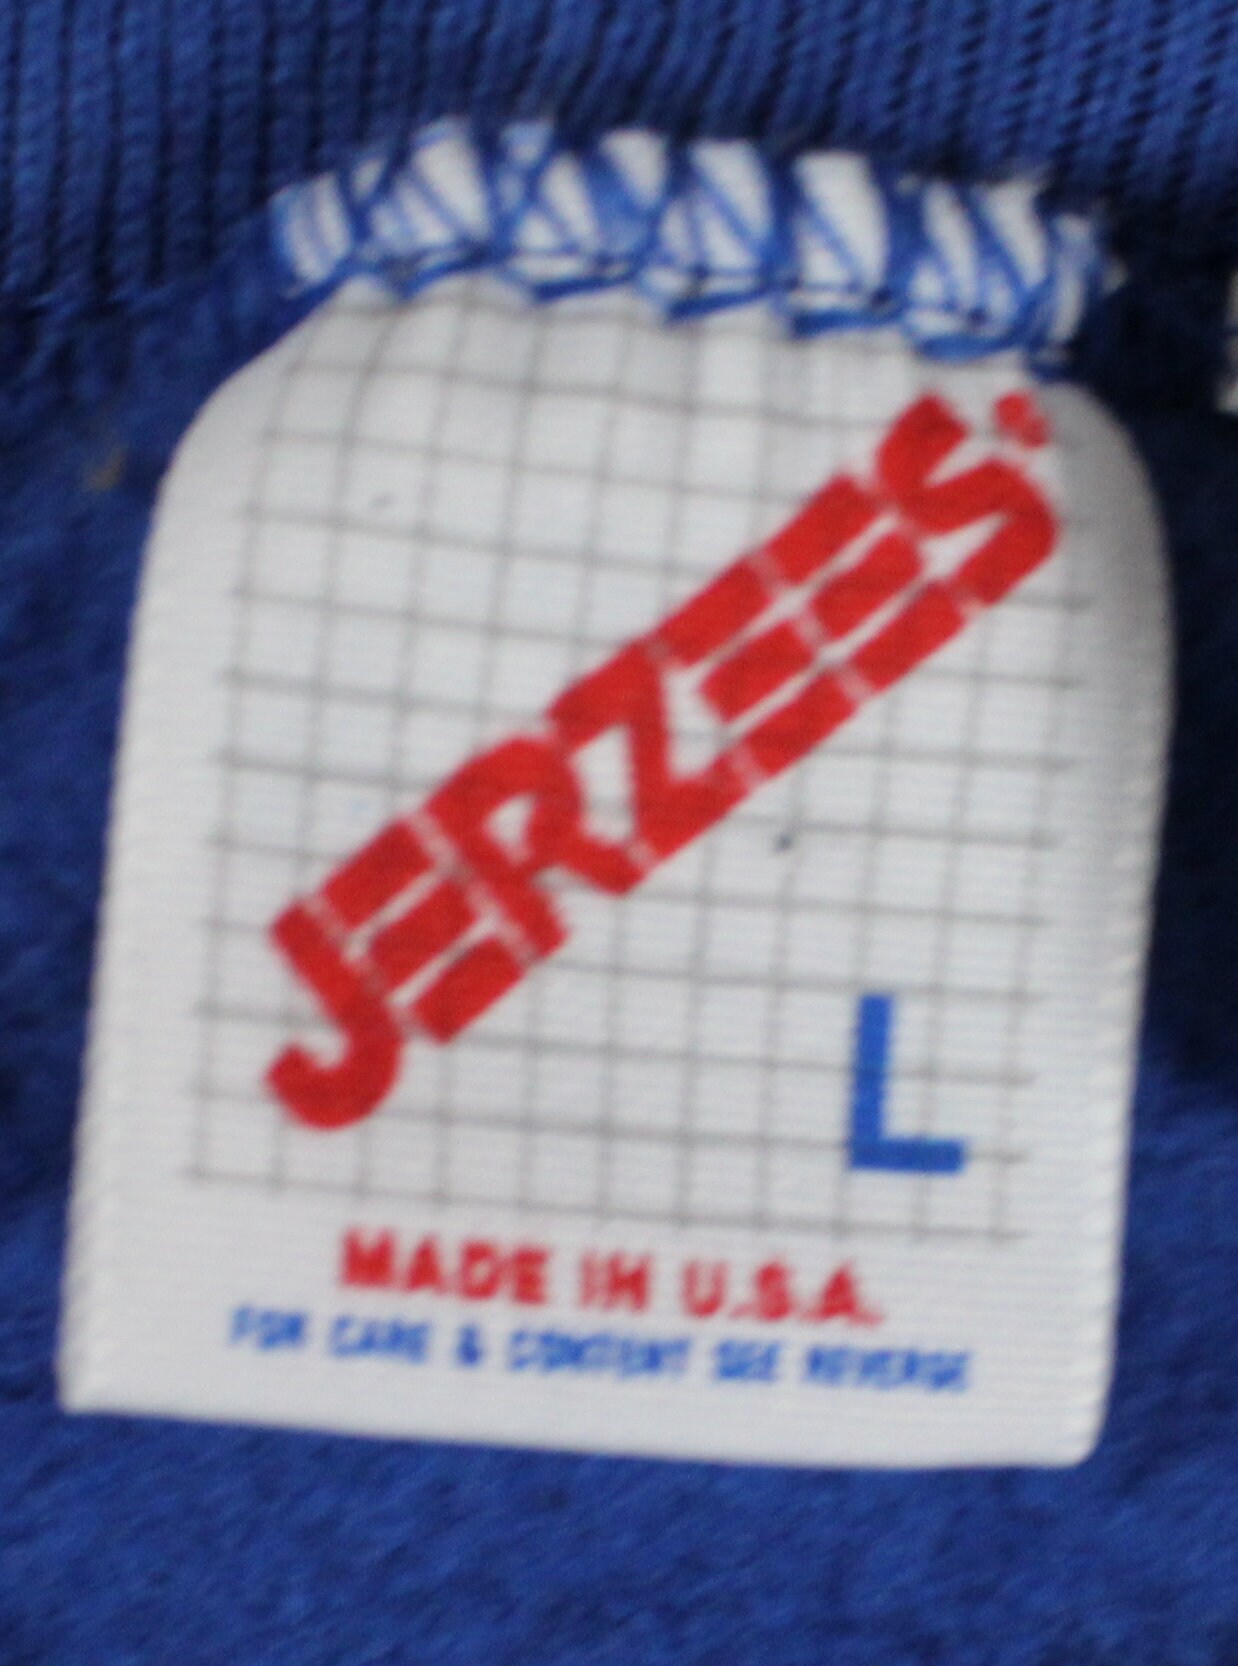 JERZEES®
L
MADE IN U.S.A.
FOR CARE & CONTENT SEE REVERSE